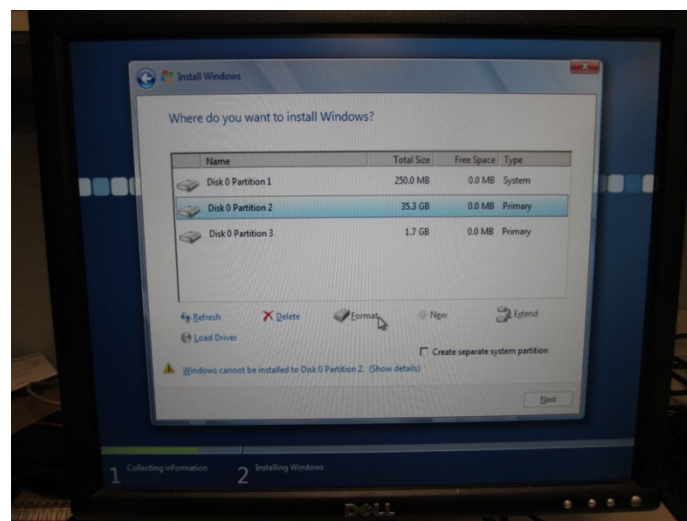 Install Windows
Where do you want to install Windows?
Name Total Size Free Space Type
Disk 0 Partition 1 250.0 MB 0.0 MB System
Disk 0 Partition 2 35.3 GB 0.0 MB Primary
Disk 0 Partition 3 1.7 GB 0.0 MB Primary
Refresh Delete Format New Extend
Load Driver
Create separate system partition
Windows cannot be installed to Disk 0 Partition 2. (Show details)
Next
1 Collecting information 2 Installing Windows
DELL